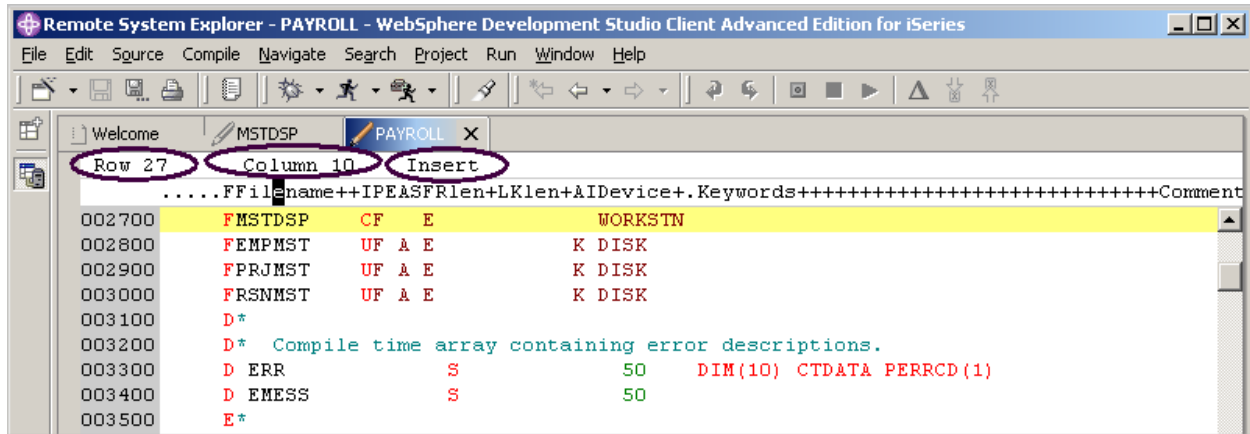 Remote System Explorer - PAYROLL - WebSphere Development Studio Client Advanced Edition for iSeries
File Edit Source Compile Navigate Search Project Run Window Help
Welcome MSTDSP PAYROLL X
Row 27 Column 10 Insert
.....FFilename++IPEASFRlen+LKlen+AIDevice+.Keywords+++++++++++++++++++++++++++++Comment
002700 FMSTDSP CF E WORKSTN
002800 FEMPMST UF A E K DISK
002900 FPRJMST UF A E K DISK
003000 FRSNMST UF A E K DISK
003100 D*
003200 D* Compile time array containing error descriptions.
003300 D ERR S 50 DIM(10) CTDATA PERRCD(1)
003400 D EMESS S 50
003500 E*